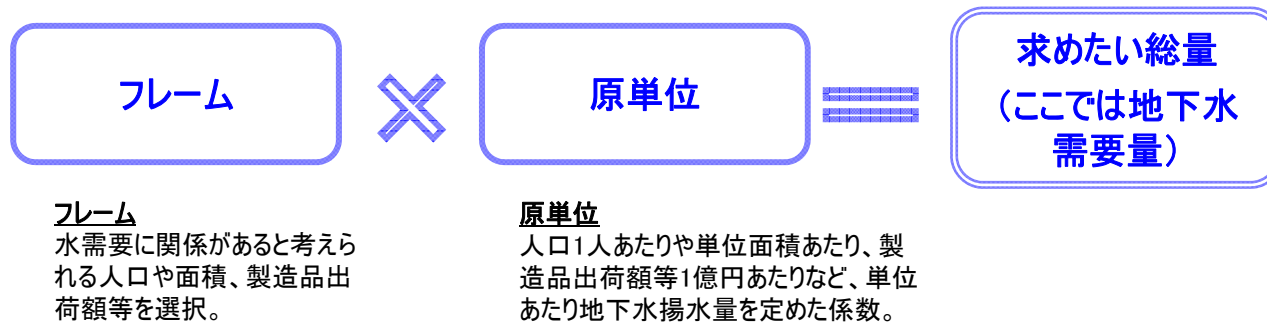 フレーム
原単位
求めたい総量
(ここでは地下水
需要量)
フレーム
水需要に関係があると考えら
れる人口や面積、製造品出
荷額等を選択。
原単位
人口1人あたりや単位面積あたり、製
造品出荷額等1億円あたりなど、単位
あたり地下水揚水量を定めた係数。